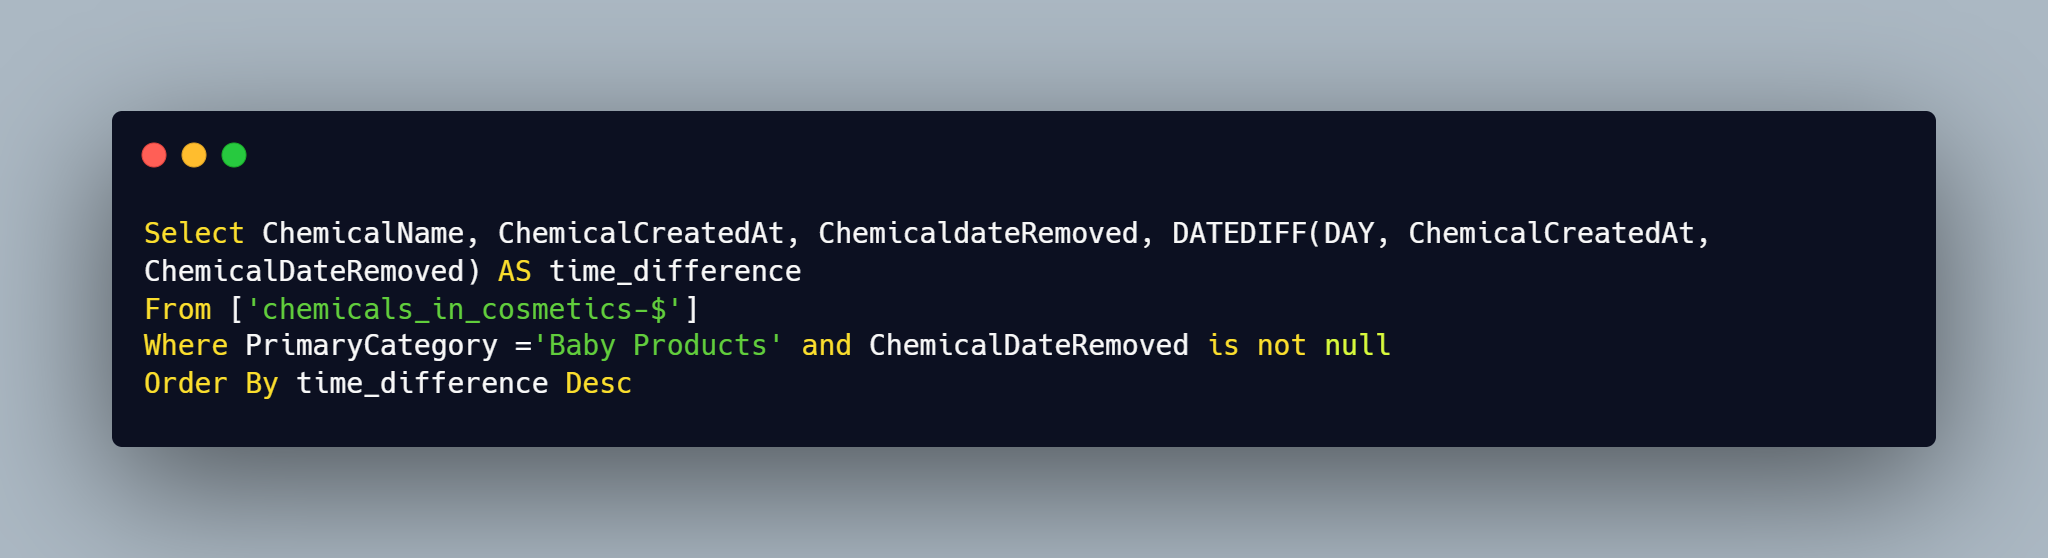 Select ChemicalName, ChemicalCreatedAt, ChemicaldateRemoved, DATEDIFF(DAY, ChemicalCreatedAt,
ChemicalDateRemoved) AS time_difference
From ['chemicals_in_cosmetics-$']
Where PrimaryCategory ='Baby Products' and ChemicalDateRemoved is not null
Order By time_difference Desc